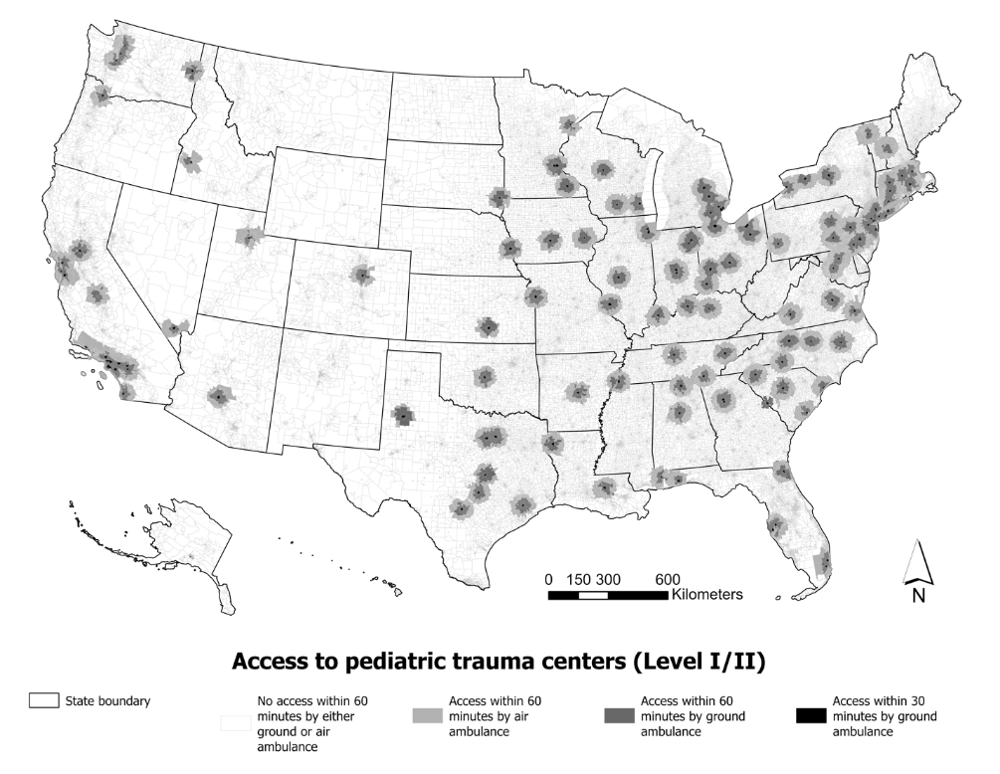 N
0 150 300 600
Kilometers
Access to pediatric trauma centers (Level I/II)
State boundary
No access within 60
minutes by either
ground or air
ambulance
Access within 60
minutes by air
ambulance
Access within 60
minutes by ground
ambulance
Access within 30
minutes by ground
ambulance